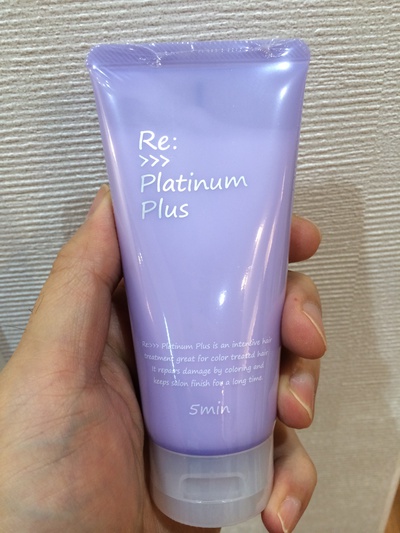 Re:
>>>
Platinum
Plus
Re:>>> Platinum Plus is an intentive hair
treatment great for color treated hair.
It repairs damage by coloring and
keeps salon finish for a long time.
5min